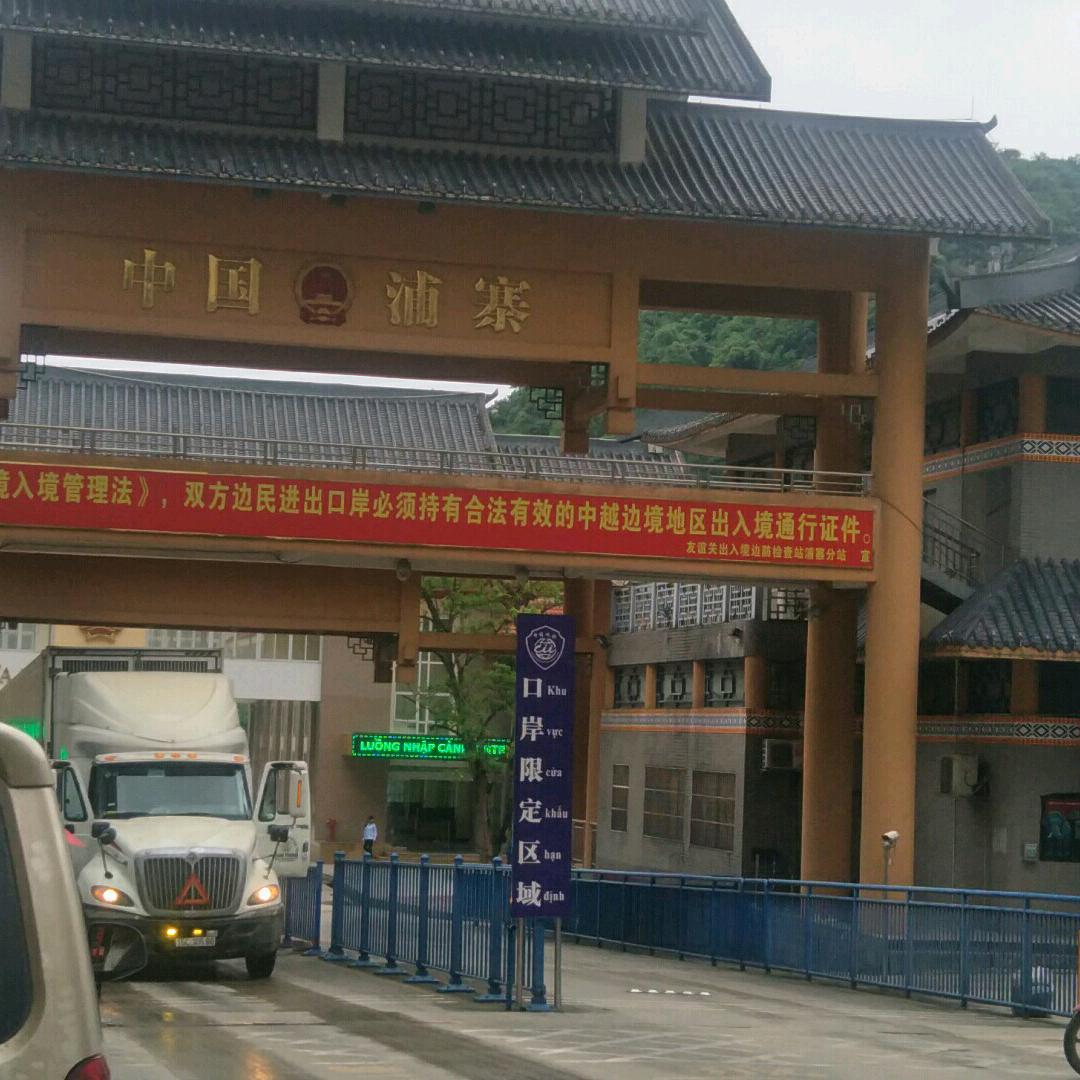 中国浦寨
境入境管理法》，双方边民进出口岸必须持有合法有效的中越边境地区出入境通行证件。
友谊关出入境边防检查站浦寨分站 宣
LUỒNG NHẬP CẢNH
口岸限定区域
Khu vực cửa khẩu hạn định